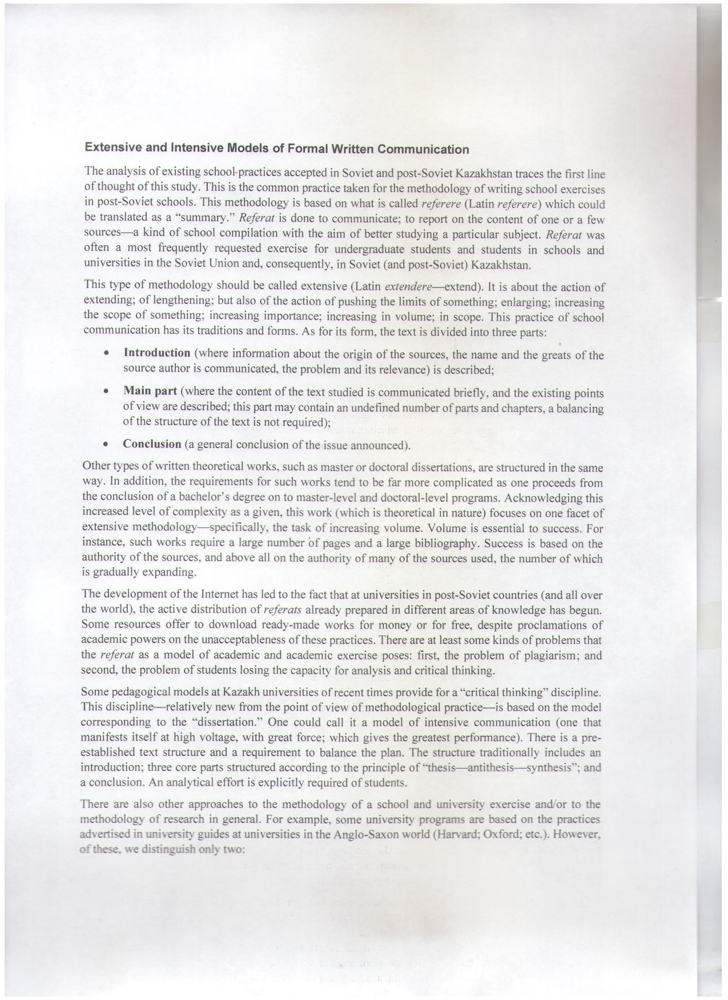 Extensive and Intensive Models of Formal Written Communication
The analysis of existing school-practices accepted in Soviet and post-Soviet Kazakhstan traces the first line
of thought of this study. This is the common practice taken for the methodology of writing school exercises
in post-Soviet schools. This methodology is based on what is called referere (Latin referere) which could
be translated as a “summary.” Referat is done to communicate; to report on the content of one or a few
sources—a kind of school compilation with the aim of better studying a particular subject. Referat was
often a most frequently requested exercise for undergraduate students and students in schools and
universities in the Soviet Union and, consequently, in Soviet (and post-Soviet) Kazakhstan.
This type of methodology should be called extensive (Latin extendere—extend). It is about the action of
extending; of lengthening; but also of the action of pushing the limits of something; enlarging; increasing
the scope of something; increasing importance; increasing in volume; in scope. This practice of school
communication has its traditions and forms. As for its form, the text is divided into three parts:
• Introduction (where information about the origin of the sources, the name and the greats of the
source author is communicated, the problem and its relevance) is described;
• Main part (where the content of the text studied is communicated briefly, and the existing points
of view are described; this part may contain an undefined number of parts and chapters, a balancing
of the structure of the text is not required);
• Conclusion (a general conclusion of the issue announced).
Other types of written theoretical works, such as master or doctoral dissertations, are structured in the same
way. In addition, the requirements for such works tend to be far more complicated as one proceeds from
the conclusion of a bachelor’s degree on to master-level and doctoral-level programs. Acknowledging this
increased level of complexity as a given, this work (which is theoretical in nature) focuses on one facet of
extensive methodology—specifically, the task of increasing volume. Volume is essential to success. For
instance, such works require a large number of pages and a large bibliography. Success is based on the
authority of the sources, and above all on the authority of many of the sources used, the number of which
is gradually expanding.
The development of the Internet has led to the fact that at universities in post-Soviet countries (and all over
the world), the active distribution of referats already prepared in different areas of knowledge has begun.
Some resources offer to download ready-made works for money or for free, despite proclamations of
academic powers on the unacceptableness of these practices. There are at least some kinds of problems that
the referat as a model of academic and academic exercise poses: first, the problem of plagiarism; and
second, the problem of students losing the capacity for analysis and critical thinking.
Some pedagogical models at Kazakh universities of recent times provide for a “critical thinking” discipline.
This discipline—relatively new from the point of view of methodological practice—is based on the model
corresponding to the “dissertation.” One could call it a model of intensive communication (one that
manifests itself at high voltage, with great force; which gives the greatest performance). There is a pre-
established text structure and a requirement to balance the plan. The structure traditionally includes an
introduction; three core parts structured according to the principle of “thesis—antithesis—synthesis”; and
a conclusion. An analytical effort is explicitly required of students.
There are also other approaches to the methodology of a school and university exercise and/or to the
methodology of research in general. For example, some university programs are based on the practices
advertised in university guides at universities in the Anglo-Saxon world (Harvard; Oxford; etc.). However,
of these, we distinguish only two: